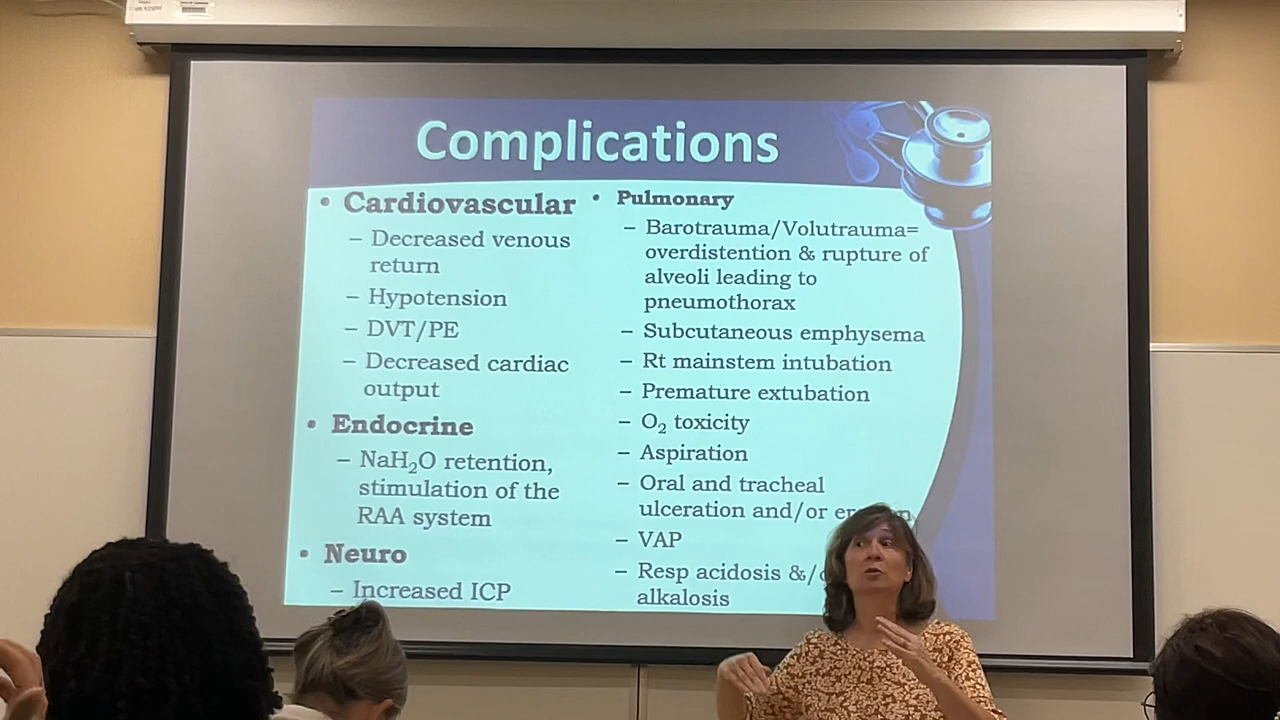 Complications
• Cardiovascular
– Decreased venous
return
– Hypotension
– DVT/PE
– Decreased cardiac
output
• Endocrine
– NaH₂O retention,
stimulation of the
RAA system
• Neuro
– Increased ICP
• Pulmonary
– Barotrauma/Volutrauma=
overdistention & rupture of
alveoli leading to
pneumothorax
– Subcutaneous emphysema
– Rt mainstem intubation
– Premature extubation
– O₂ toxicity
– Aspiration
– Oral and tracheal
ulceration and/or
– VAP
– Resp acidosis &/
alkalosis